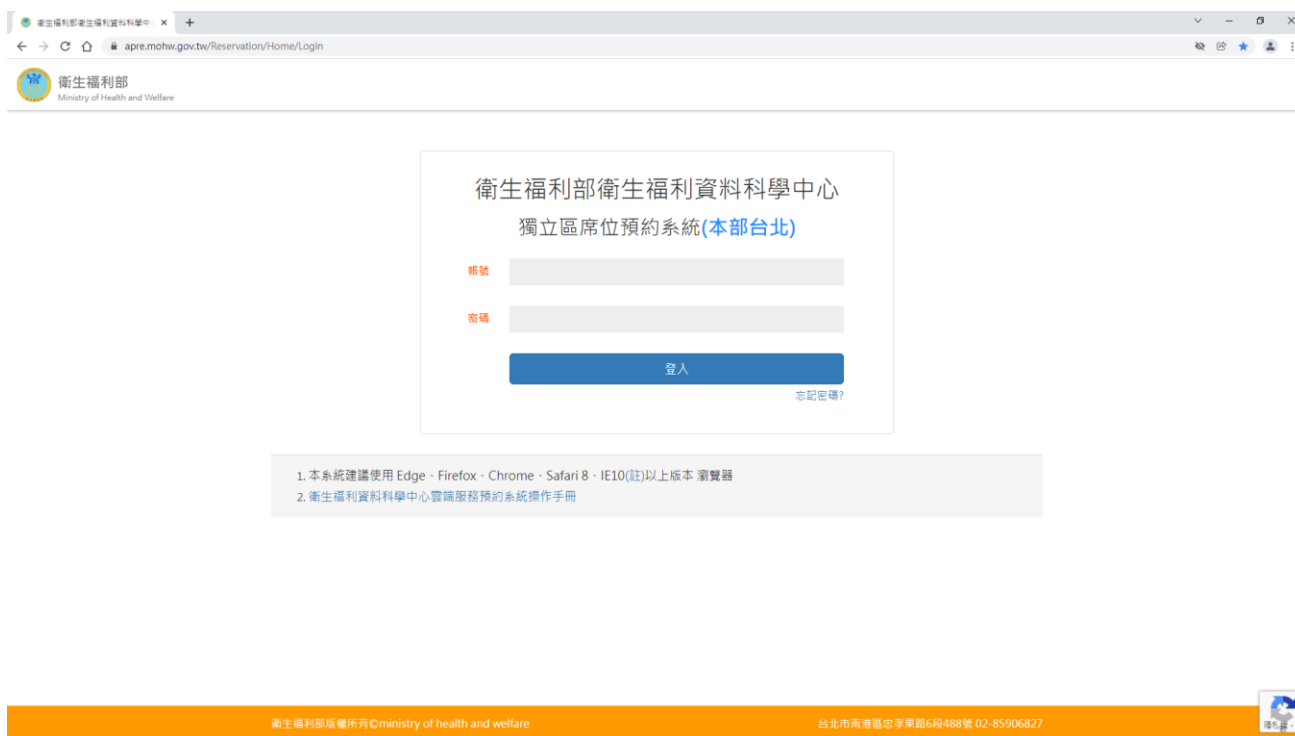 衛生福利部衛生福利資料科學中
apre.mohw.gov.tw/Reservation/Home/Login
衛生福利部
Ministry of Health and Welfare
衛生福利部衛生福利資料科學中心
獨立區席位預約系統(本部台北)
帳號
密碼
登入
忘記密碼?
1. 本系統建議使用 Edge、Firefox、Chrome、Safari 8、IE10(註)以上版本 瀏覽器
2. 衛生福利資料科學中心雲端服務預約系統操作手冊
衛生福利部版權所有©ministry of health and welfare
台北市南港區忠孝東路6段488號 02-85906827